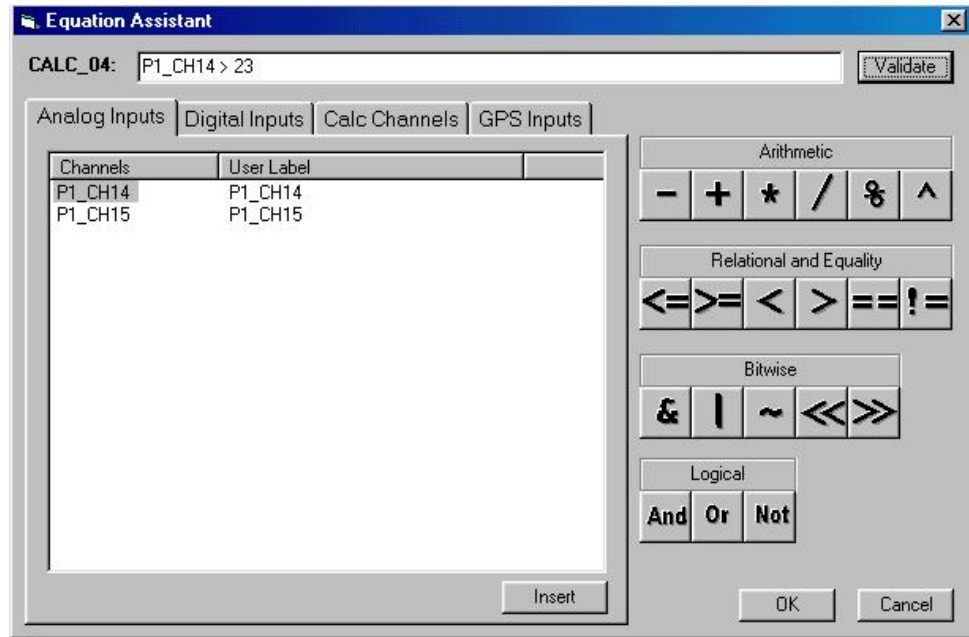 Equation Assistant
CALC_04: P1_CH14 > 23 Validate
Analog Inputs Digital Inputs Calc Channels GPS Inputs
Channels User Label
P1_CH14 P1_CH14
P1_CH15 P1_CH15
Insert
Arithmetic
- + * / % ^
Relational and Equality
<= >= < > == !=
Bitwise
& | ~ << >>
Logical
And Or Not
OK Cancel